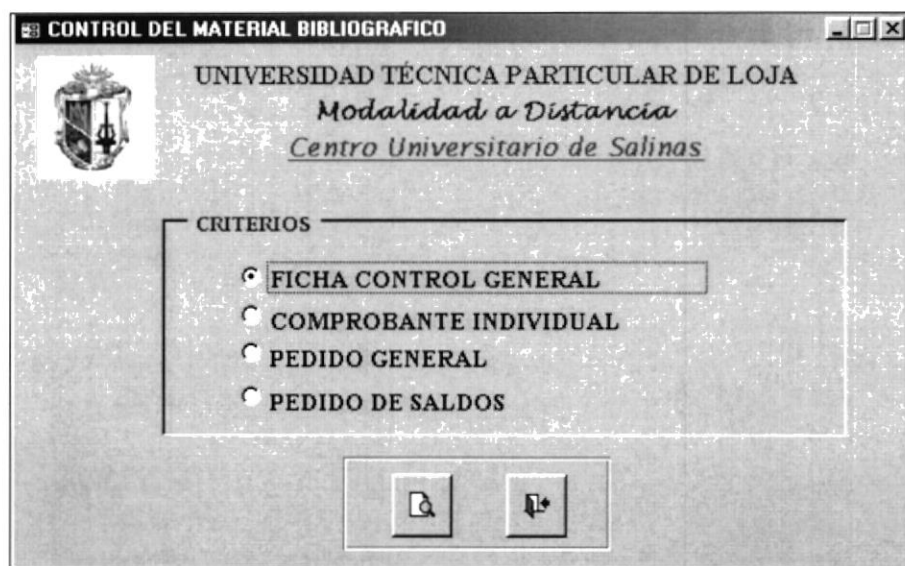 CONTROL DEL MATERIAL BIBLIOGRAFICO
UNIVERSIDAD TÉCNICA PARTICULAR DE LOJA
Modalidad a Distancia
Centro Universitario de Salinas
CRITERIOS
FICHA CONTROL GENERAL
COMPROBANTE INDIVIDUAL
PEDIDO GENERAL
PEDIDO DE SALDOS